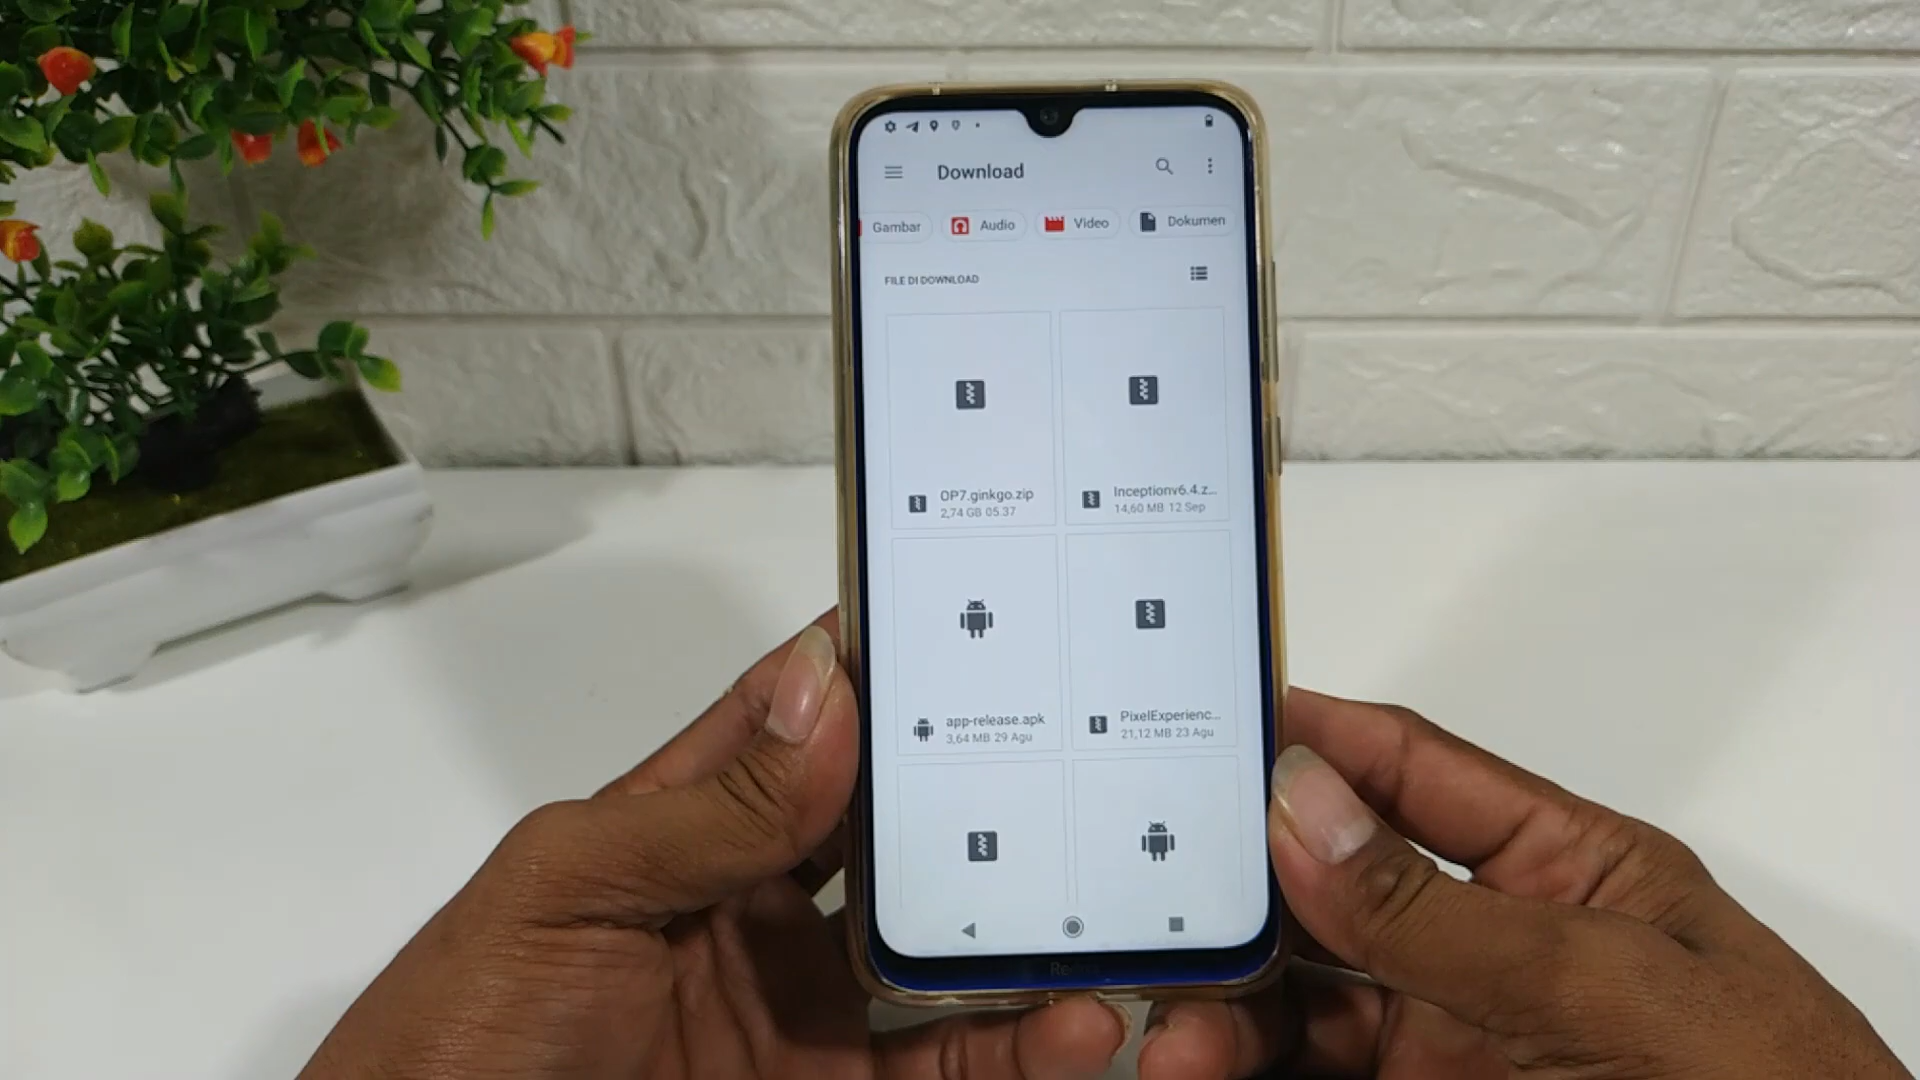 Download
Gambar Audio Video Dokumen
FILE DI DOWNLOAD
OP7.ginkgo.zip
2,74 GB 05.37
Inceptionv6.4.z...
14,60 MB 12 Sep
app-release.apk
3,64 MB 29 Agu
PixelExperienc...
21,12 MB 23 Agu